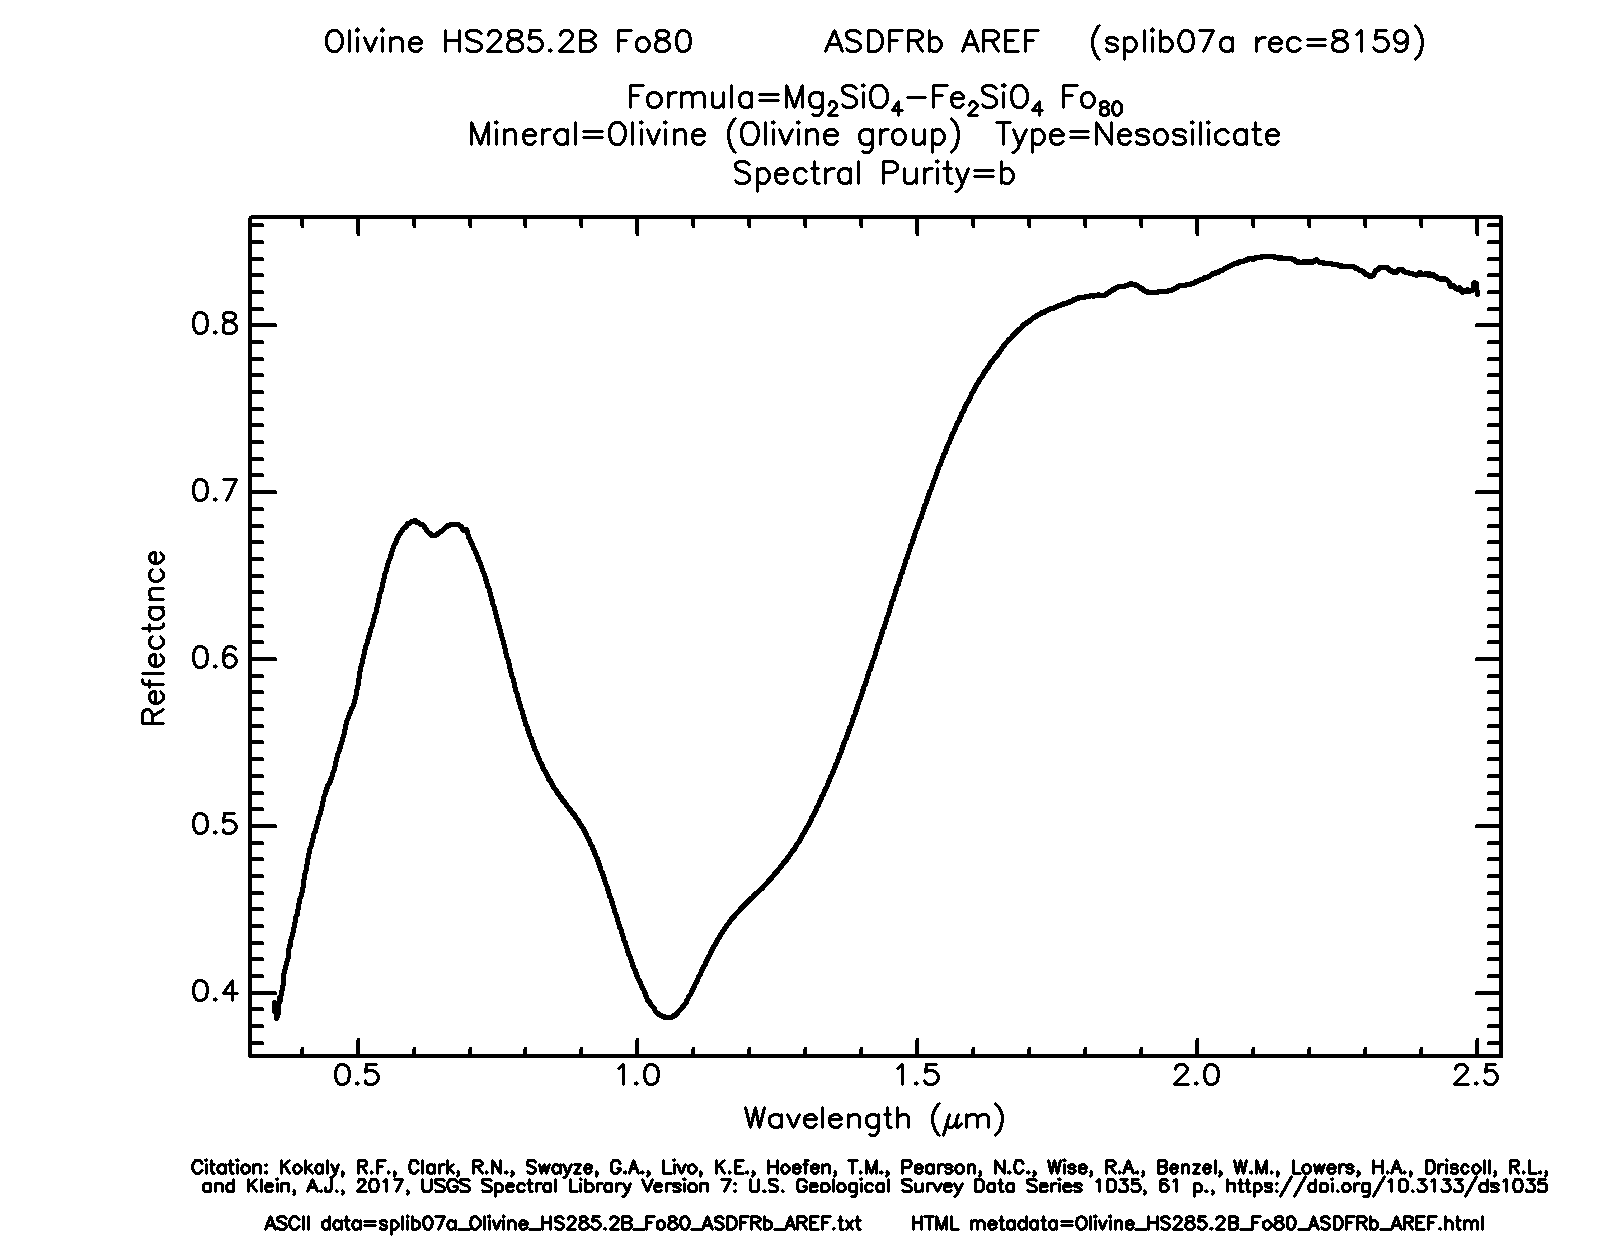 Olivine HS285.2B Fo80 ASDFRb AREF (splib07a rec=8159)
Formula=Mg₂SiO₄−Fe₂SiO₄ Fo₈₀
Mineral=Olivine (Olivine group) Type=Nesosilicate
Spectral Purity=b
0.8
0.7
0.6
0.5
0.4
Reflectance
0.5 1.0 1.5 2.0 2.5
Wavelength (μm)
Citation: Kokaly, R.F., Clark, R.N., Swayze, G.A., Livo, K.E., Hoefen, T.M., Pearson, N.C., Wise, R.A., Benzel, W.M., Lowers, H.A., Driscoll, R.L.,
and Klein, A.J., 2017, USGS Spectral Library Version 7: U.S. Geological Survey Data Series 1035, 61 p., https://doi.org/10.3133/ds1035
ASCII data=splib07a_Olivine_HS285.2B_Fo80_ASDFRb_AREF.txt HTML metadata=Olivine_HS285.2B_Fo80_ASDFRb_AREF.html